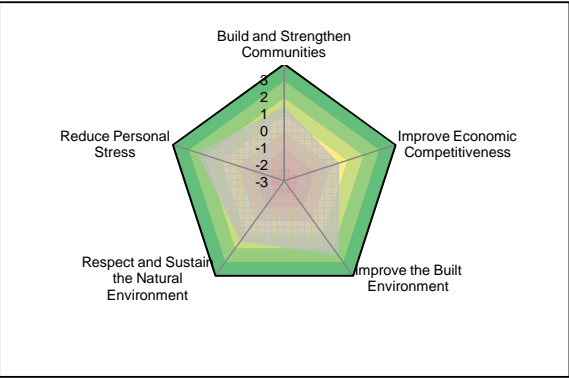 Build and Strengthen
Communities
3
2
1
0
-1
-2
-3
Reduce Personal
Stress
Improve Economic
Competitiveness
Respect and Sustain
the Natural
Environment
Improve the Built
Environment